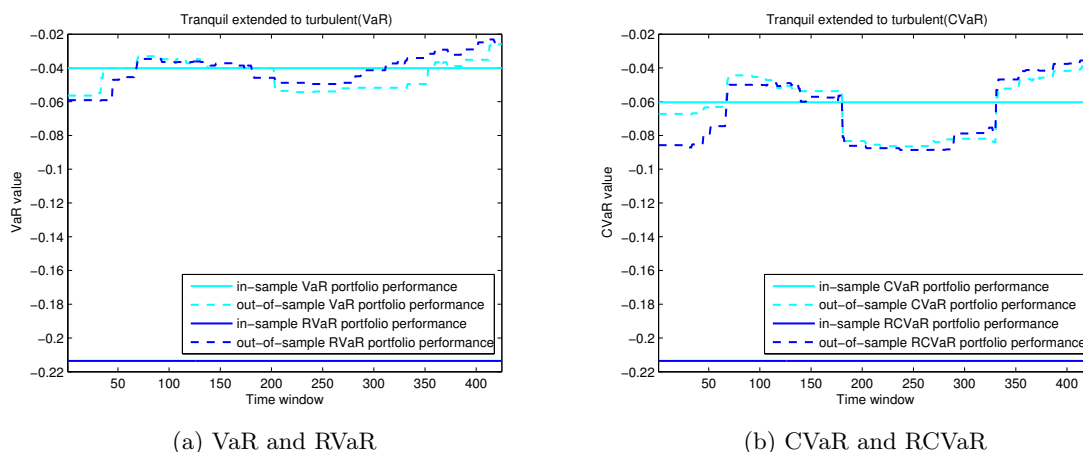 Tranquil extended to turbulent(VaR)
−0.02
−0.04
−0.06
−0.08
−0.1
−0.12
−0.14
−0.16
−0.18
−0.2
−0.22
VaR value
in−sample VaR portfolio performance
out−of−sample VaR portfolio performance
in−sample RVaR portfolio performance
out−of−sample RVaR portfolio performance
50 100 150 200 250 300 350 400
Time window
(a) VaR and RVaR
Tranquil extended to turbulent(CVaR)
−0.02
−0.04
−0.06
−0.08
−0.1
−0.12
−0.14
−0.16
−0.18
−0.2
−0.22
CVaR value
in−sample CVaR portfolio performance
out−of−sample CVaR portfolio performance
in−sample RCVaR portfolio performance
out−of−sample RCVaR portfolio performance
50 100 150 200 250 300 350 400
Time window
(b) CVaR and RCVaR